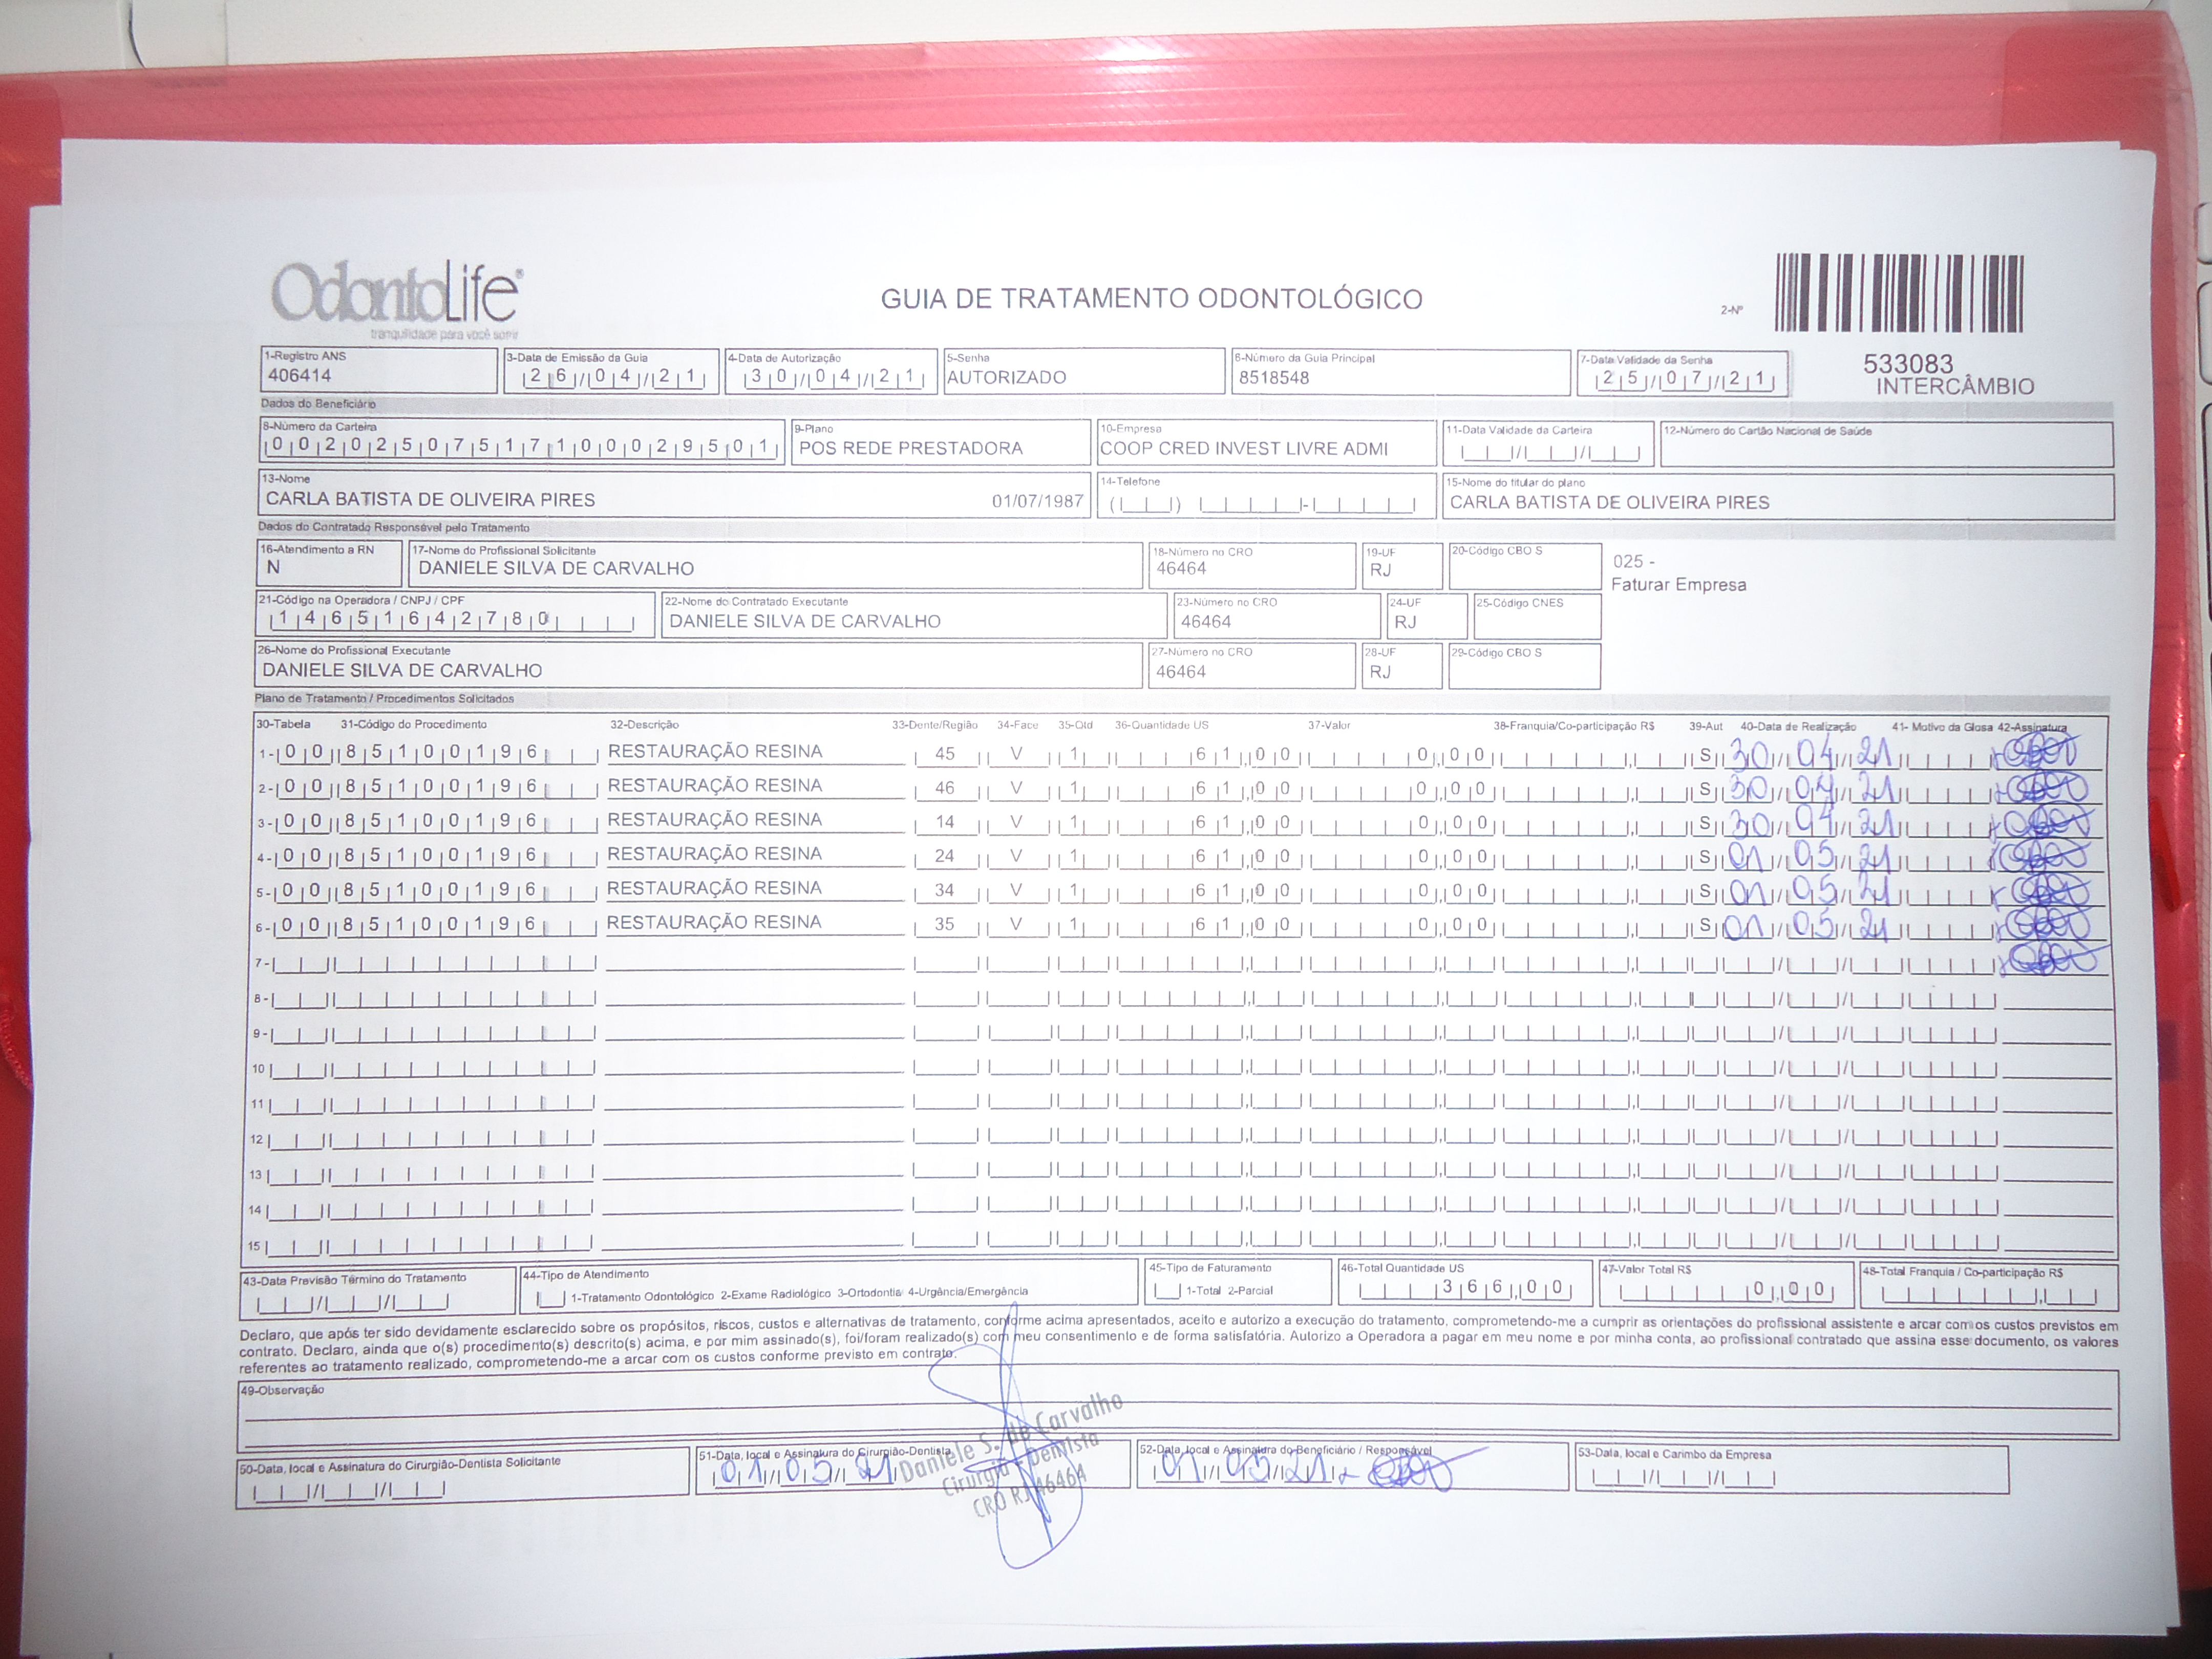 OdontoLife®
tranquilidade para você sorrir
GUIA DE TRATAMENTO ODONTOLÓGICO
2-Nº
533083
INTERCÂMBIO
1-Registro ANS
406414
3-Data de Emissão da Guia
26/04/21
4-Data de Autorização
30/04/21
5-Senha
AUTORIZADO
6-Número da Guia Principal
8518548
7-Data Validade da Senha
25/07/21
Dados do Beneficiário
8-Número da Carteira
00202507517100029501
9-Plano
POS REDE PRESTADORA
10-Empresa
COOP CRED INVEST LIVRE ADMI
11-Data Validade da Carteira
12-Número do Cartão Nacional de Saúde
13-Nome
CARLA BATISTA DE OLIVEIRA PIRES 01/07/1987
14-Telefone
15-Nome do titular do plano
CARLA BATISTA DE OLIVEIRA PIRES
Dados do Contratado Responsável pelo Tratamento
16-Atendimento a RN
N
17-Nome do Profissional Solicitante
DANIELE SILVA DE CARVALHO
18-Número no CRO
46464
19-UF
RJ
20-Código CBO S
025 -
Faturar Empresa
21-Código na Operadora / CNPJ / CPF
14651642780
22-Nome do Contratado Executante
DANIELE SILVA DE CARVALHO
23-Número no CRO
46464
24-UF
RJ
25-Código CNES
26-Nome do Profissional Executante
DANIELE SILVA DE CARVALHO
27-Número no CRO
46464
28-UF
RJ
29-Código CBO S
Plano de Tratamento / Procedimentos Solicitados
30-Tabela 31-Código do Procedimento 32-Descrição 33-Dente/Região 34-Face 35-Qtd 36-Quantidade US 37-Valor 38-Franquia/Co-participação R$ 39-Aut 40-Data de Realização 41- Motivo da Glosa 42-Assinatura
1- 00 85100196 RESTAURAÇÃO RESINA 45 V 1 61,00 0,00 S 30/04/21
2- 00 85100196 RESTAURAÇÃO RESINA 46 V 1 61,00 0,00 S 30/04/21
3- 00 85100196 RESTAURAÇÃO RESINA 14 V 1 61,00 0,00 S 30/04/21
4- 00 85100196 RESTAURAÇÃO RESINA 24 V 1 61,00 0,00 S 01/05/21
5- 00 85100196 RESTAURAÇÃO RESINA 34 V 1 61,00 0,00 S 01/05/21
6- 00 85100196 RESTAURAÇÃO RESINA 35 V 1 61,00 0,00 S 01/05/21
7-
8-
9-
10
11
12
13
14
15
43-Data Previsão Término do Tratamento
44-Tipo de Atendimento
1-Tratamento Odontológico 2-Exame Radiológico 3-Ortodontia 4-Urgência/Emergência
45-Tipo de Faturamento
1-Total 2-Parcial
46-Total Quantidade US
366,00
47-Valor Total R$
0,00
48-Total Franquia / Co-participação R$
Declaro, que após ter sido devidamente esclarecido sobre os propósitos, riscos, custos e alternativas de tratamento, conforme acima apresentados, aceito e autorizo a execução do tratamento, comprometendo-me a cumprir as orientações do profissional assistente e arcar com os custos previstos em
contrato. Declaro, ainda que o(s) procedimento(s) descrito(s) acima, e por mim assinado(s), foi/foram realizado(s) com meu consentimento e de forma satisfatória. Autorizo a Operadora a pagar em meu nome e por minha conta, ao profissional contratado que assina esse documento, os valores
referentes ao tratamento realizado, comprometendo-me a arcar com os custos conforme previsto em contrato.
49-Observação
50-Data, local e Assinatura do Cirurgião-Dentista Solicitante
51-Data, local e Assinatura do Cirurgião-Dentista
01/05/21
Daniele S. de Carvalho
Cirurgiã - Dentista
CRO RJ 46464
52-Data, local e Assinatura do Beneficiário / Responsável
01/05/21
53-Data, local e Carimbo da Empresa